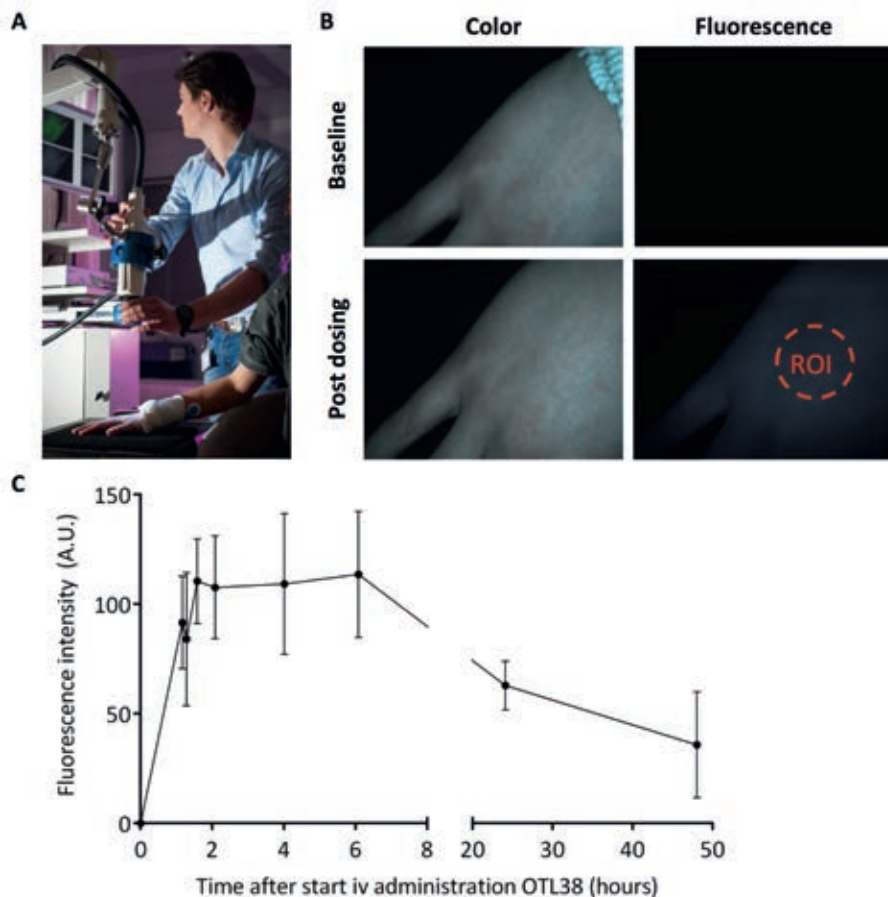 A
B
Color
Fluorescence
Baseline
Post dosing
ROI
C
Fluorescence intensity (A.U.)
150
100
50
0
0
2
4
6
8
20
30
40
50
Time after start iv administration OTL38 (hours)